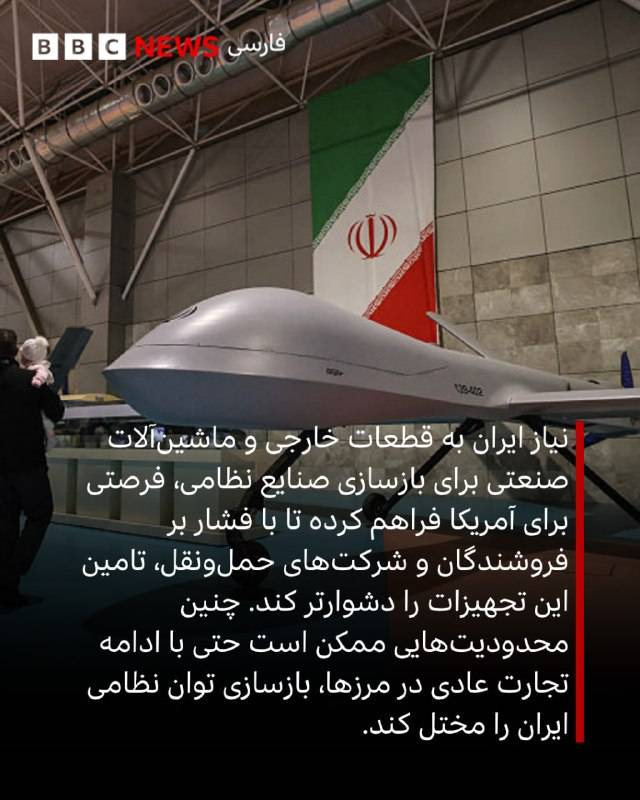 BBC NEWS فارسی
نیاز ایران به قطعات خارجی و ماشین‌آلات
صنعتی برای بازسازی صنایع نظامی، فرصتی
برای آمریکا فراهم کرده تا با فشار بر
فروشندگان و شرکت‌های حمل‌ونقل، تامین
این تجهیزات را دشوارتر کند. چنین
محدودیت‌هایی ممکن است حتی با ادامه
تجارت عادی در مرزها، بازسازی توان نظامی
ایران را مختل کند.